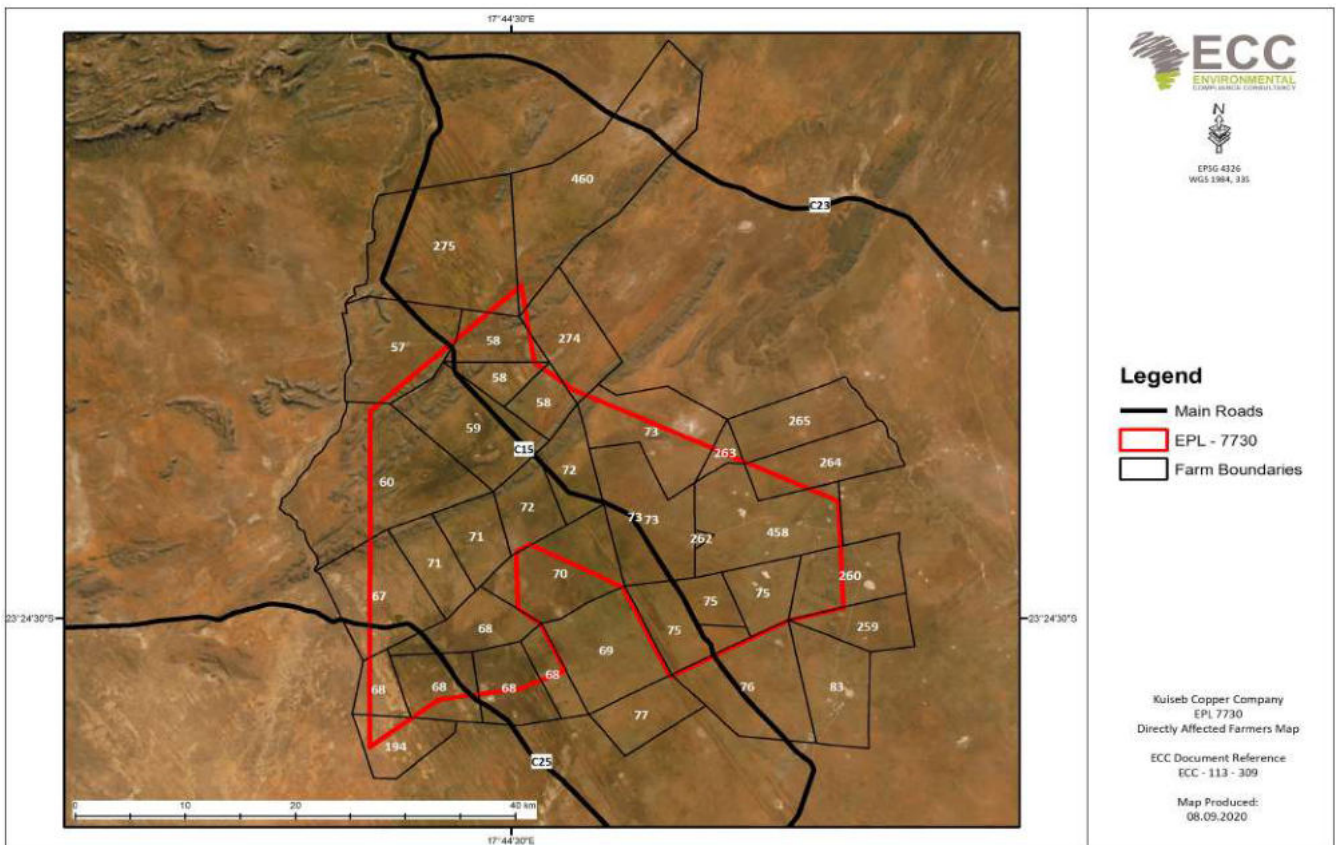 17°44'30"E
460
C23
275
57
58
274
58
58
265
73
59
263
C15
264
72
60
72
73
73
458
262
71
71
70
260
75
75
67
23°24'30"S
23°24'30"S
68
75
259
69
68
68
68
68
76
83
77
194
C25
0
10
20
40 km
17°44'30"E
ECC
ENVIRONMENTAL
COMPLIANCE CONSULTANCY
N
EPSG 4326
WGS 1984, 33S
Legend
Main Roads
EPL - 7730
Farm Boundaries
Kuiseb Copper Company
EPL 7730
Directly Affected Farmers Map
ECC Document Reference
ECC - 113 - 309
Map Produced:
08.09.2020